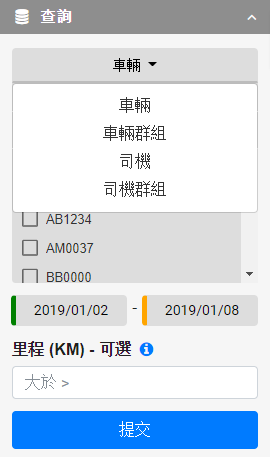 查詢
車輛
車輛
車輛群組
司機
司機群組
AB1234
AM0037
BB0000
2019/01/02 - 2019/01/08
里程 (KM) - 可選
大於 >
提交